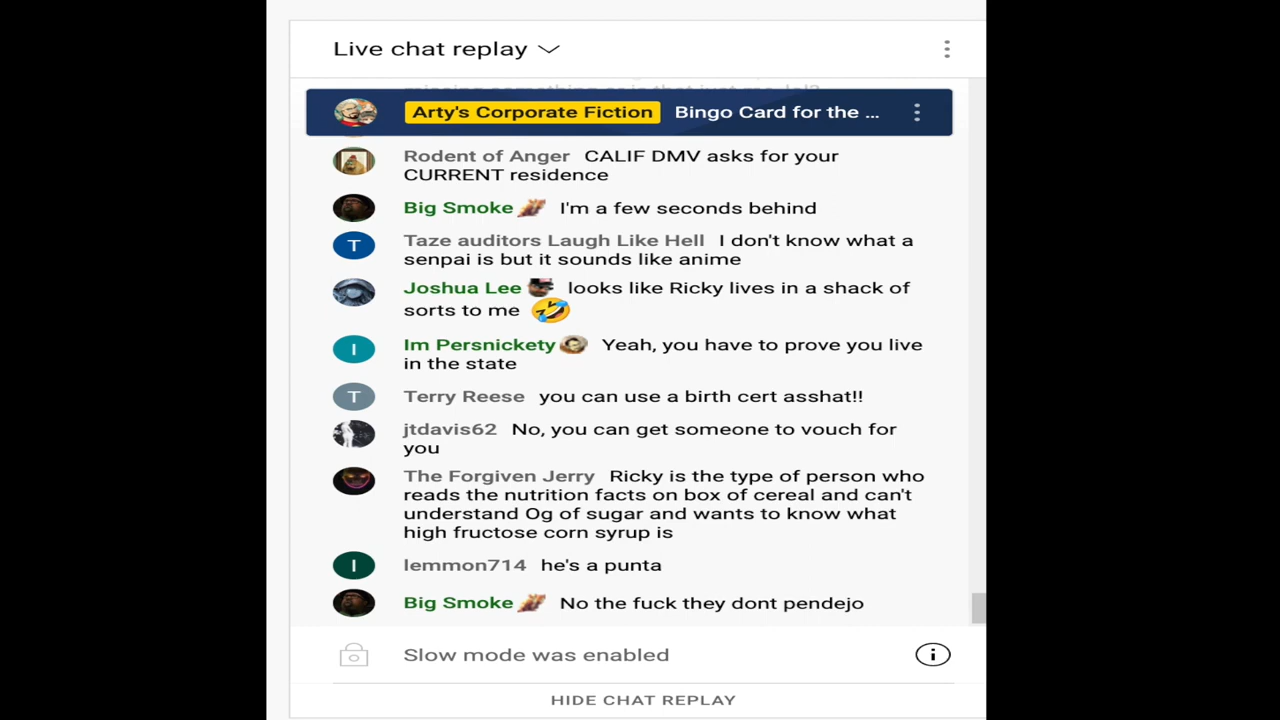 Live chat replay
Arty's Corporate Fiction Bingo Card for the ...
Rodent of Anger CALIF DMV asks for your
CURRENT residence
Big Smoke I'm a few seconds behind
T Taze auditors Laugh Like Hell I don't know what a
senpai is but it sounds like anime
Joshua Lee looks like Ricky lives in a shack of
sorts to me
I Im Persnickety Yeah, you have to prove you live
in the state
T Terry Reese you can use a birth cert asshat!!
jtdavis62 No, you can get someone to vouch for
you
The Forgiven Jerry Ricky is the type of person who
reads the nutrition facts on box of cereal and can't
understand Og of sugar and wants to know what
high fructose corn syrup is
l lemmon714 he's a punta
Big Smoke No the fuck they dont pendejo
Slow mode was enabled
HIDE CHAT REPLAY